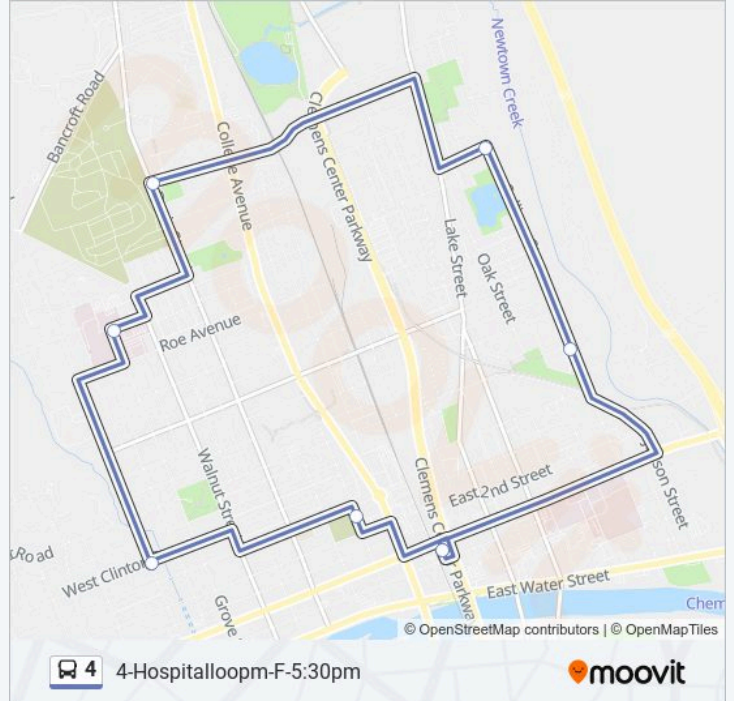 Newtown Creek
Bancroft Road
College Avenue
Clemens Center Parkway
Lake Street
Oak Street
Roe Avenue
Walnut Stre
Clemens C
r Parkway
East 2nd Street
son Street
Road
West Clinton
Grove
East Water Street
Chem
© OpenStreetMap contributors | © OpenMapTiles
4
4-Hospitalloopm-F-5:30pm
moovit